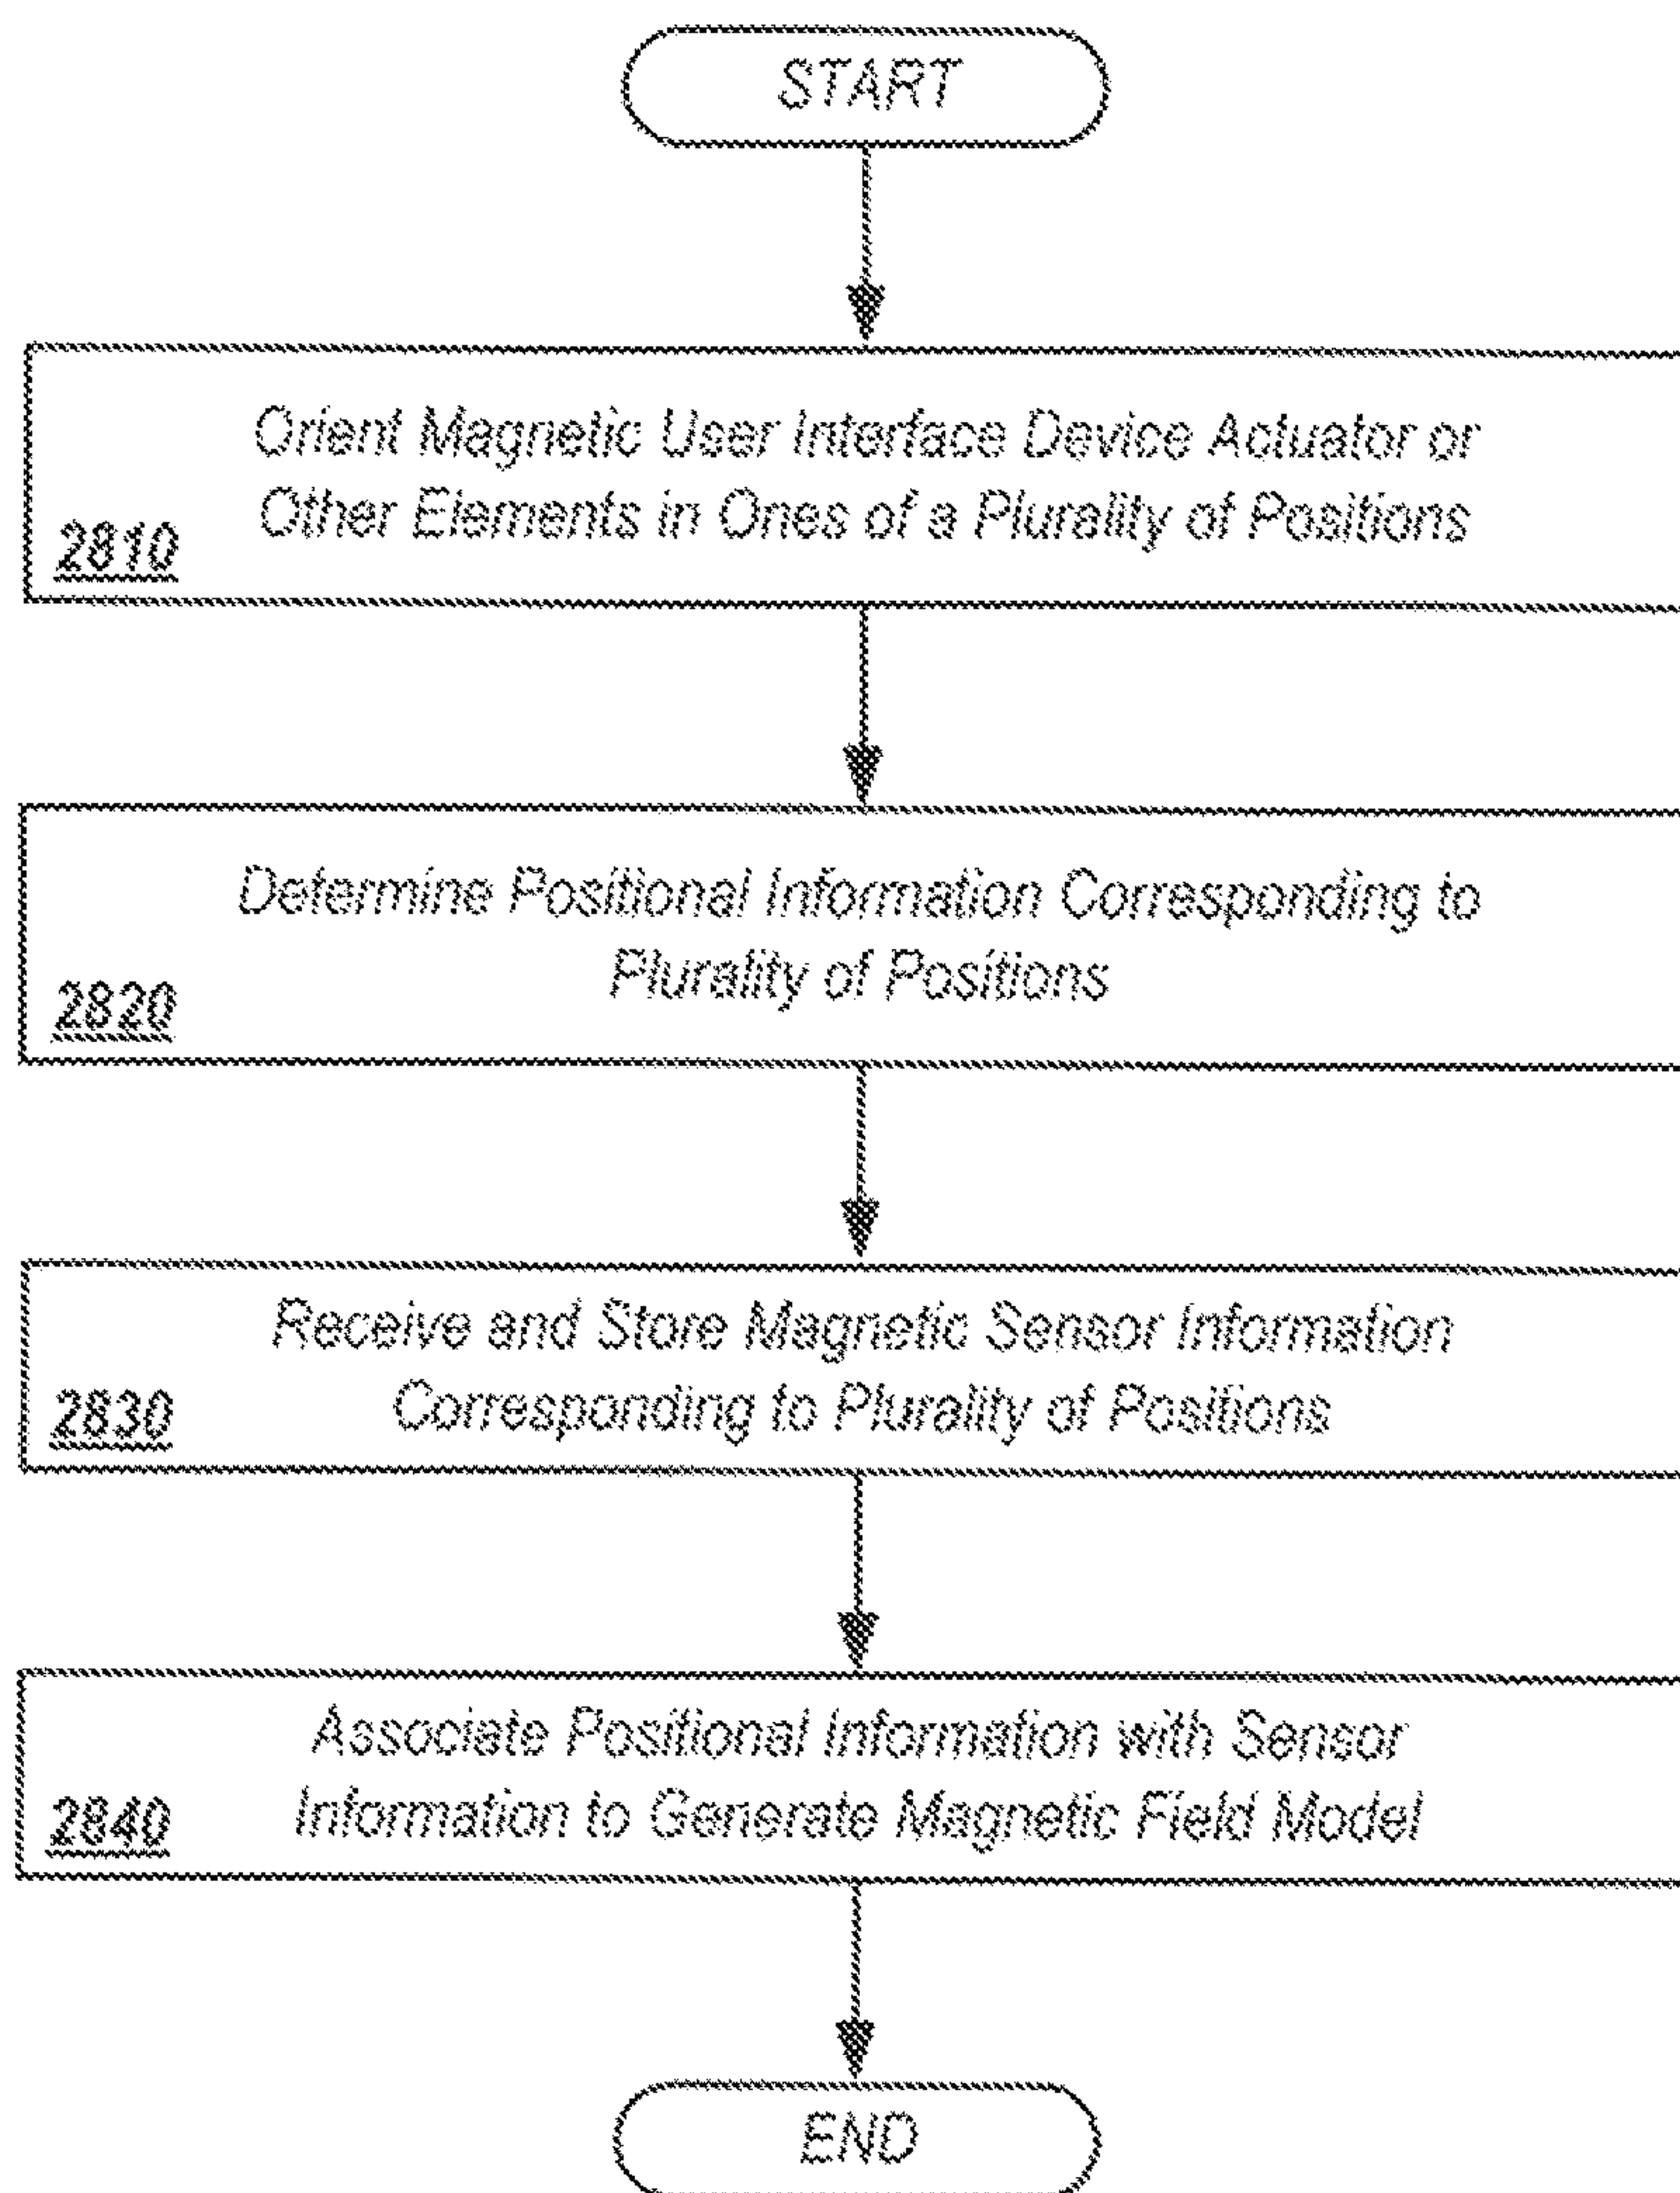 START
Orient Magnetic User Interface Device Actuator or
Other Elements in Ones of a Plurality of Positions
2810
Determine Positional Information Corresponding to
Plurality of Positions
2820
Receive and Store Magnetic Sensor Information
Corresponding to Plurality of Positions
2830
Associate Positional Information with Sensor
Information to Generate Magnetic Field Model
2840
END